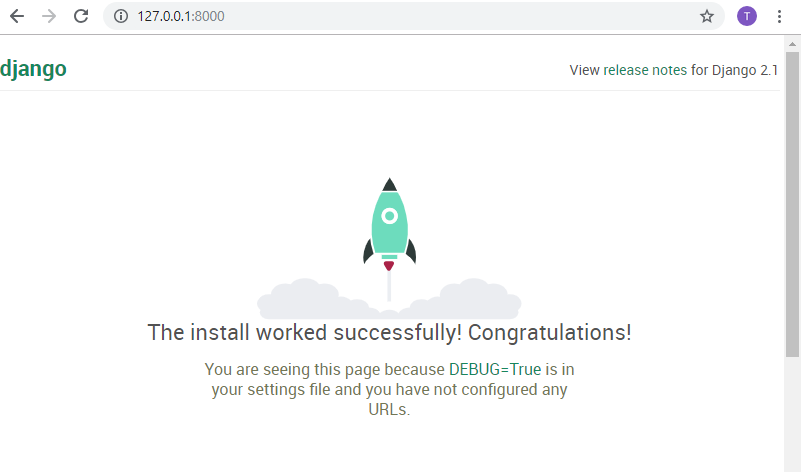 127.0.0.1:8000
T
django
View release notes for Django 2.1
The install worked successfully! Congratulations!
You are seeing this page because DEBUG=True is in
your settings file and you have not configured any
URLs.